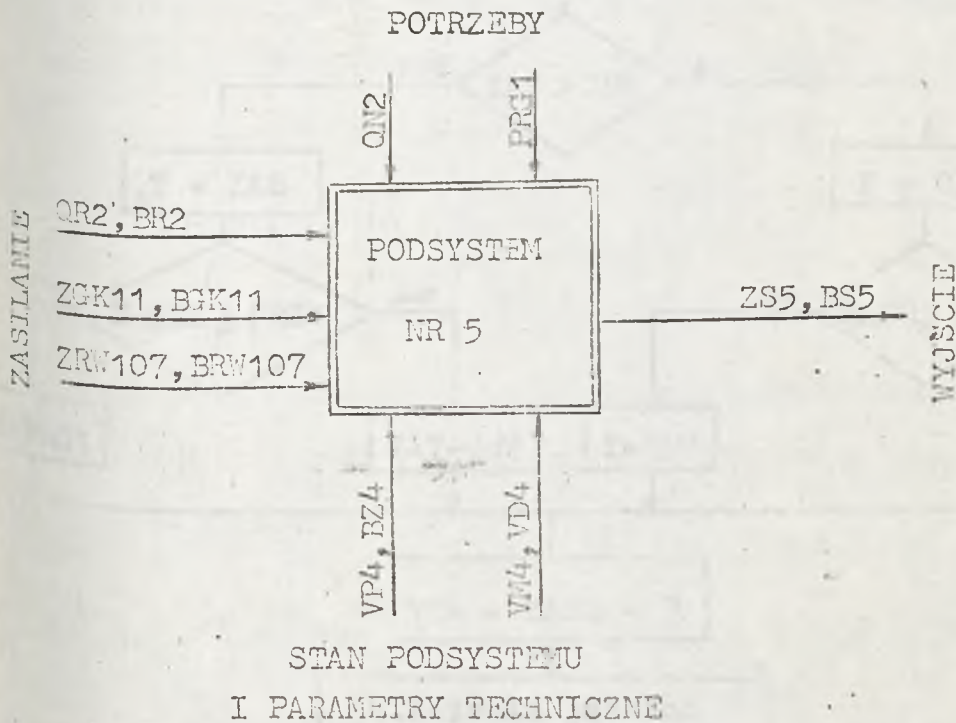 POTRZEBY
QN2
PRG1
ZASILANIE
QR2, BR2
ZGK11, BGK11
ZRW107, BRW107
PODSYSTEM
NR 5
ZS5, BS5
WYJŚCIE
VP4, BZ4
VM4, VD4
STAN PODSYSTEMU
I PARAMETRY TECHNICZNE